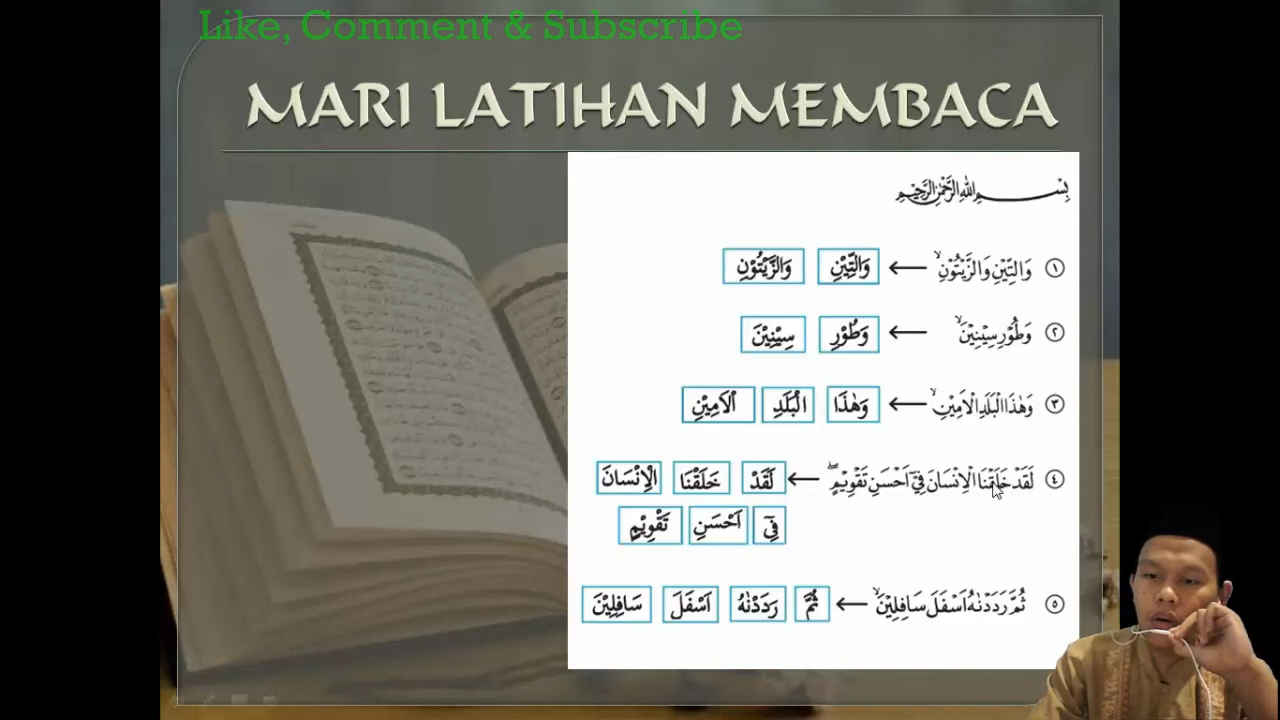 Like, Comment & Subscribe
MARI LATIHAN MEMBACA
بِسْمِ اللّٰهِ الرَّحْمٰنِ الرَّحِيْمِ
١ وَالتِّيْنِ وَالزَّيْتُوْنِۙ ← وَالتِّيْنِ وَالزَّيْتُوْنِ
٢ وَطُوْرِ سِيْنِيْنَۙ ← وَطُوْرِ سِيْنِيْنَ
٣ وَهٰذَا الْبَلَدِ الْاَمِيْنِۙ ← وَهٰذَا الْبَلَدِ الْاَمِيْنِ
٤ لَقَدْ خَلَقْنَا الْاِنْسَانَ فِيْٓ اَحْسَنِ تَقْوِيْمٍۖ ← لَقَدْ خَلَقْنَا الْاِنْسَانَ
فِيْٓ اَحْسَنِ تَقْوِيْمٍ
٥ ثُمَّ رَدَدْنٰهُ اَسْفَلَ سَافِلِيْنَۙ ← ثُمَّ رَدَدْنٰهُ اَسْفَلَ سَافِلِيْنَ